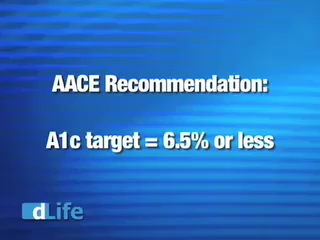 AACE Recommendation:
A1c target = 6.5% or less
dLife